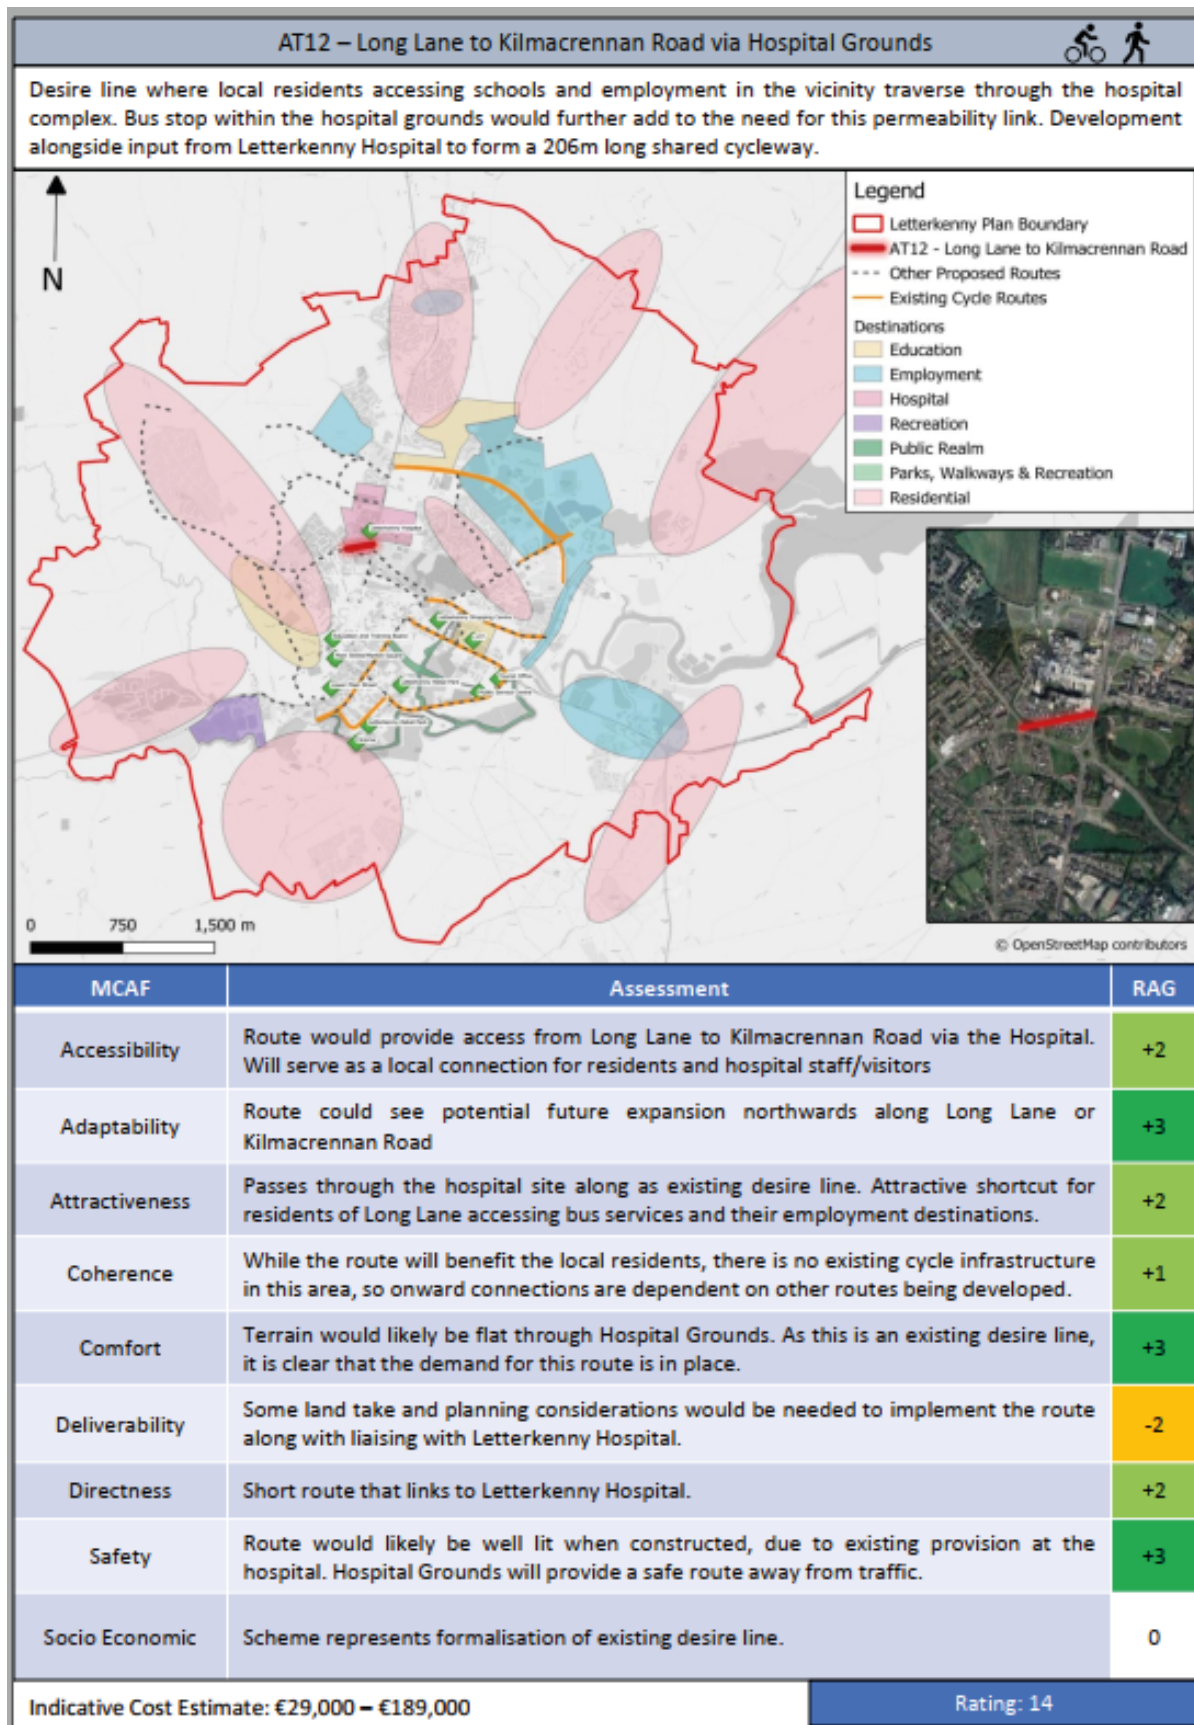 AT12 – Long Lane to Kilmacrennan Road via Hospital Grounds
Desire line where local residents accessing schools and employment in the vicinity traverse through the hospital
complex. Bus stop within the hospital grounds would further add to the need for this permeability link. Development
alongside input from Letterkenny Hospital to form a 206m long shared cycleway.
N
Legend
Letterkenny Plan Boundary
AT12 - Long Lane to Kilmacrennan Road
Other Proposed Routes
Existing Cycle Routes
Destinations
Education
Employment
Hospital
Recreation
Public Realm
Parks, Walkways & Recreation
Residential
Letterkenny Hospital
0 750 1,500 m
© OpenStreetMap contributors
MCAF Assessment RAG
Accessibility
Route would provide access from Long Lane to Kilmacrennan Road via the Hospital.
Will serve as a local connection for residents and hospital staff/visitors
+2
Adaptability
Route could see potential future expansion northwards along Long Lane or
Kilmacrennan Road
+3
Attractiveness
Passes through the hospital site along as existing desire line. Attractive shortcut for
residents of Long Lane accessing bus services and their employment destinations.
+2
Coherence
While the route will benefit the local residents, there is no existing cycle infrastructure
in this area, so onward connections are dependent on other routes being developed.
+1
Comfort
Terrain would likely be flat through Hospital Grounds. As this is an existing desire line,
it is clear that the demand for this route is in place.
+3
Deliverability
Some land take and planning considerations would be needed to implement the route
along with liaising with Letterkenny Hospital.
-2
Directness
Short route that links to Letterkenny Hospital.
+2
Safety
Route would likely be well lit when constructed, due to existing provision at the
hospital. Hospital Grounds will provide a safe route away from traffic.
+3
Socio Economic
Scheme represents formalisation of existing desire line.
0
Indicative Cost Estimate: €29,000 – €189,000
Rating: 14